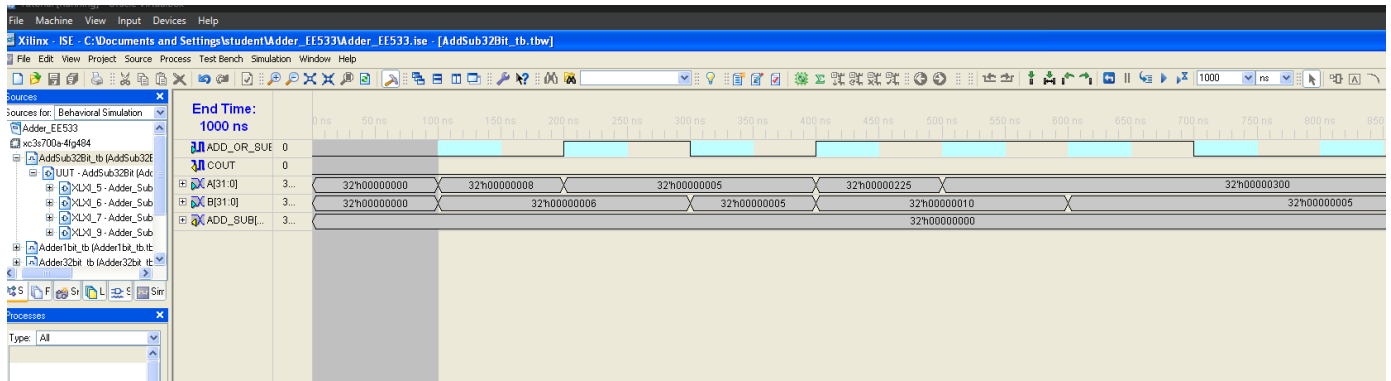 File Machine View Input Devices Help
Xilinx - ISE - C:\Documents and Settings\student\Adder_EE533\Adder_EE533.ise - [AddSub32Bit_tb.tbw]
File Edit View Project Source Process Test Bench Simulation Window Help
1000 ns
Sources
Sources for: Behavioral Simulation
Adder_EE533
xc3s700a-4fg484
AddSub32Bit_tb (AddSub32E
UUT - AddSub32Bit (Adc
XLXI_5 - Adder_Sub
XLXI_6 - Adder_Sub
XLXI_7 - Adder_Sub
XLXI_9 - Adder_Sub
Adder1bit_tb (Adder1bit_tb.tb
Adder32bit_tb (Adder32bit_tb
Processes
Type: All
End Time:
1000 ns
0 ns 50 ns 100 ns 150 ns 200 ns 250 ns 300 ns 350 ns 400 ns 450 ns 500 ns 550 ns 600 ns 650 ns 700 ns 750 ns 800 ns 850
ADD_OR_SUE 0
COUT 0
A[31:0] 3... 32'h00000000 32'h00000008 32'h00000005 32'h00000225 32'h00000300
B[31:0] 3... 32'h00000000 32'h00000006 32'h00000005 32'h00000010 32'h00000005
ADD_SUB[... 3... 32'h00000000